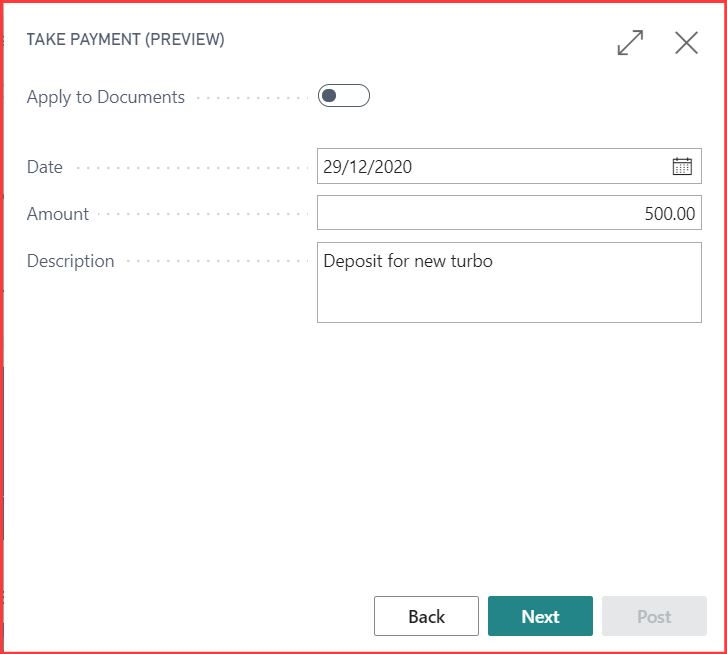 TAKE PAYMENT (PREVIEW)
Apply to Documents
Date 29/12/2020
Amount 500.00
Description Deposit for new turbo
Back Next Post